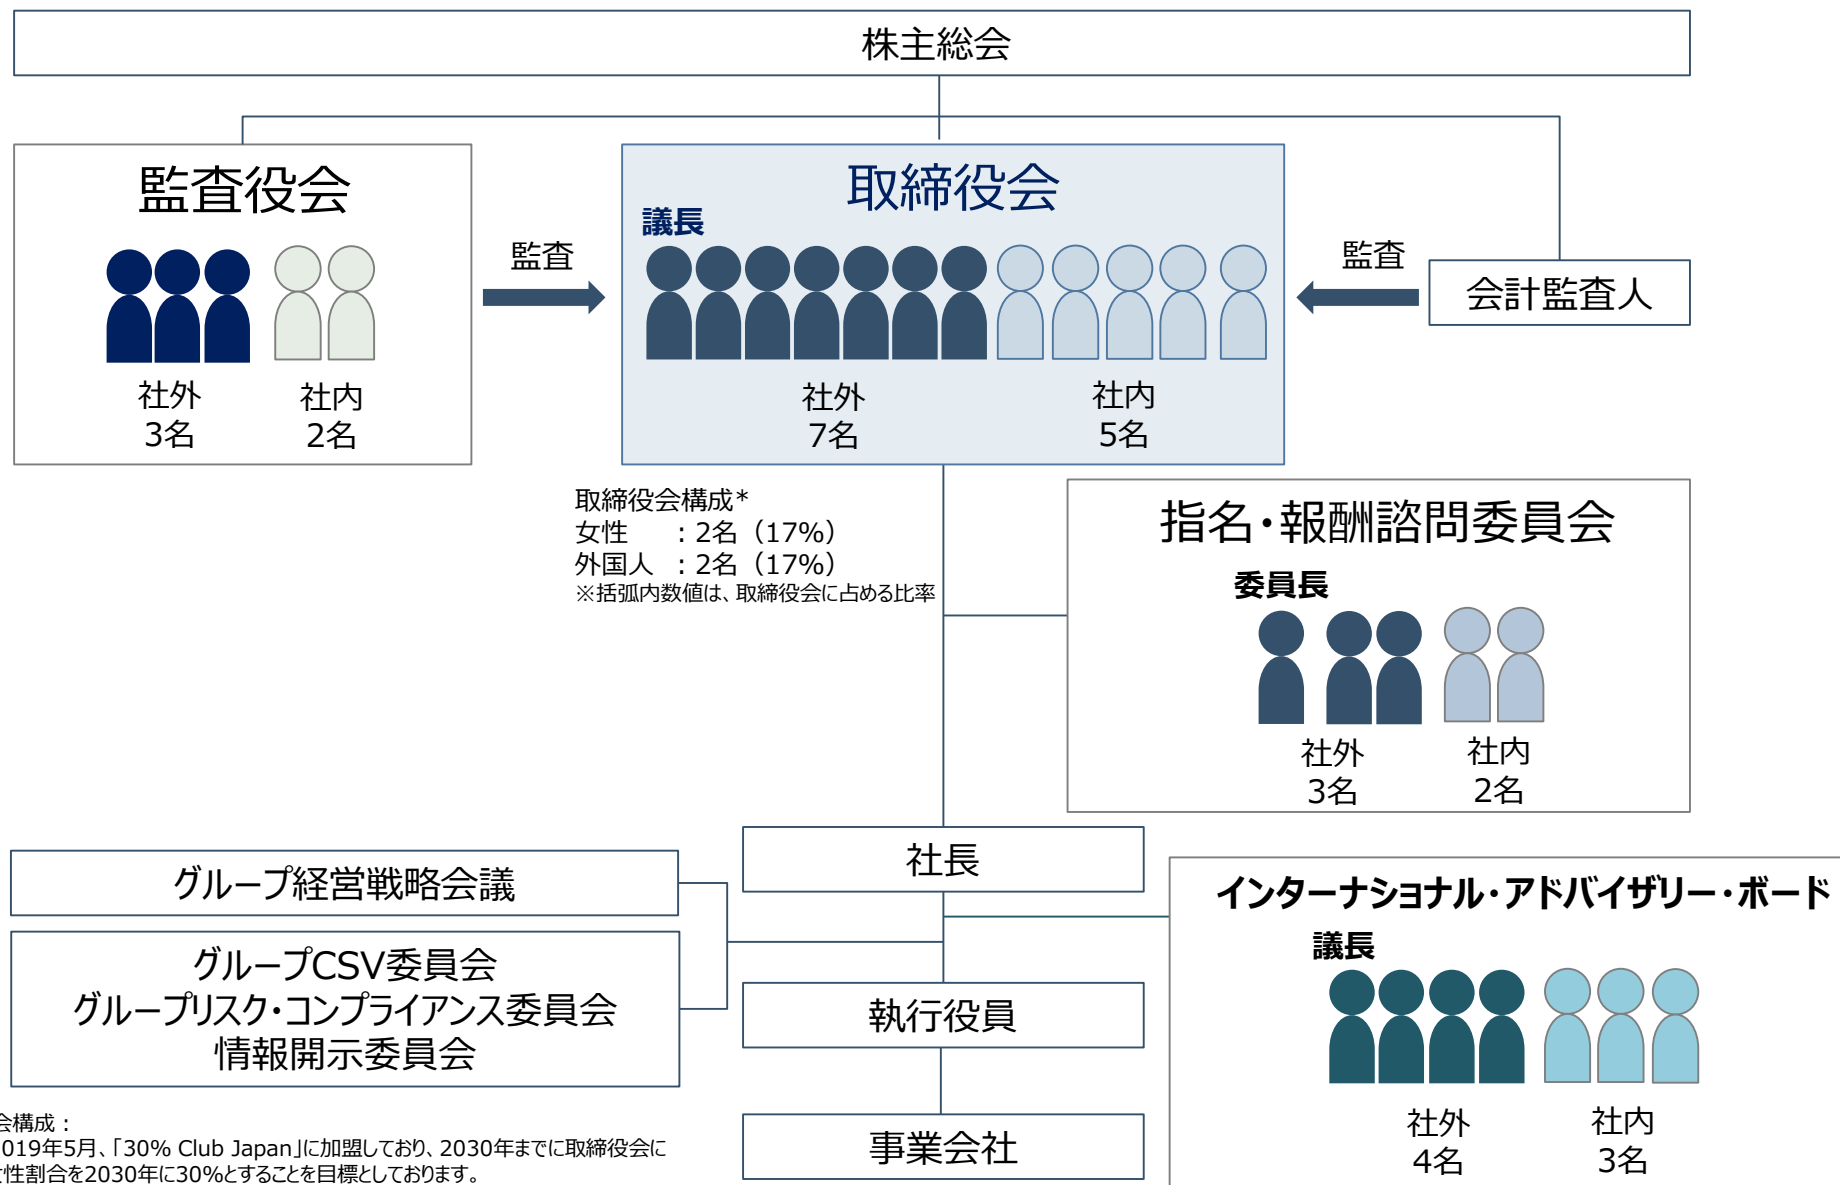 株主総会
監査役会
社外
3名
社内
2名
監査
取締役会
議長
社外
7名
社内
5名
監査
会計監査人
取締役会構成*
女性　：2名（17%）
外国人　：2名（17%）
※括弧内数値は、取締役会に占める比率
指名・報酬諮問委員会
委員長
社外
3名
社内
2名
社長
グループ経営戦略会議
グループCSV委員会
グループリスク・コンプライアンス委員会
情報開示委員会
インターナショナル・アドバイザリー・ボード
議長
社外
4名
社内
3名
執行役員
事業会社
会構成：
019年5月、「30% Club Japan」に加盟しており、2030年までに取締役会に
性割合を2030年に30%とすることを目標としております。